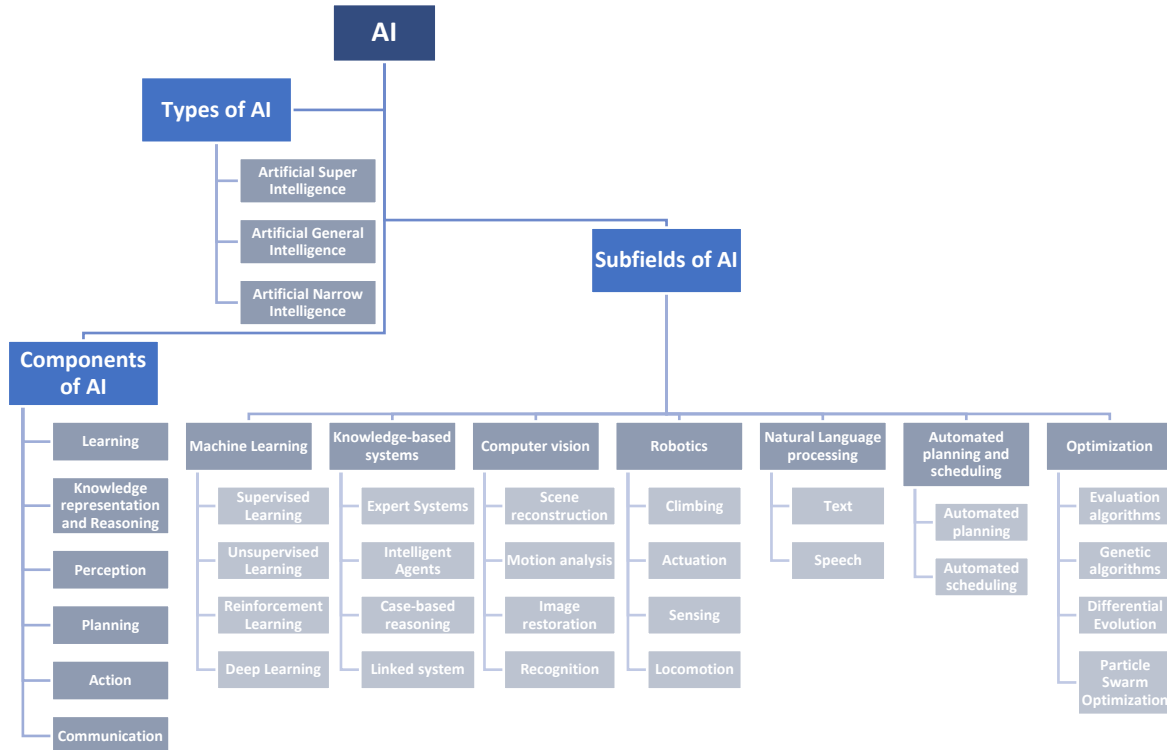 AI
Types of AI
Artificial Super
Intelligence
Artificial General
Intelligence
Artificial Narrow
Intelligence
Subfields of AI
Components
of AI
Learning
Knowledge
representation
and Reasoning
Perception
Planning
Action
Communication
Machine Learning
Supervised
Learning
Unsupervised
Learning
Reinforcement
Learning
Deep Learning
Knowledge-based
systems
Expert Systems
Intelligent
Agents
Case-based
reasoning
Linked system
Computer vision
Scene
reconstruction
Motion analysis
Image
restoration
Recognition
Robotics
Climbing
Actuation
Sensing
Locomotion
Natural Language
processing
Text
Speech
Automated
planning and
scheduling
Automated
planning
Automated
scheduling
Optimization
Evaluation
algorithms
Genetic
algorithms
Differential
Evolution
Particle
Swarm
Optimization